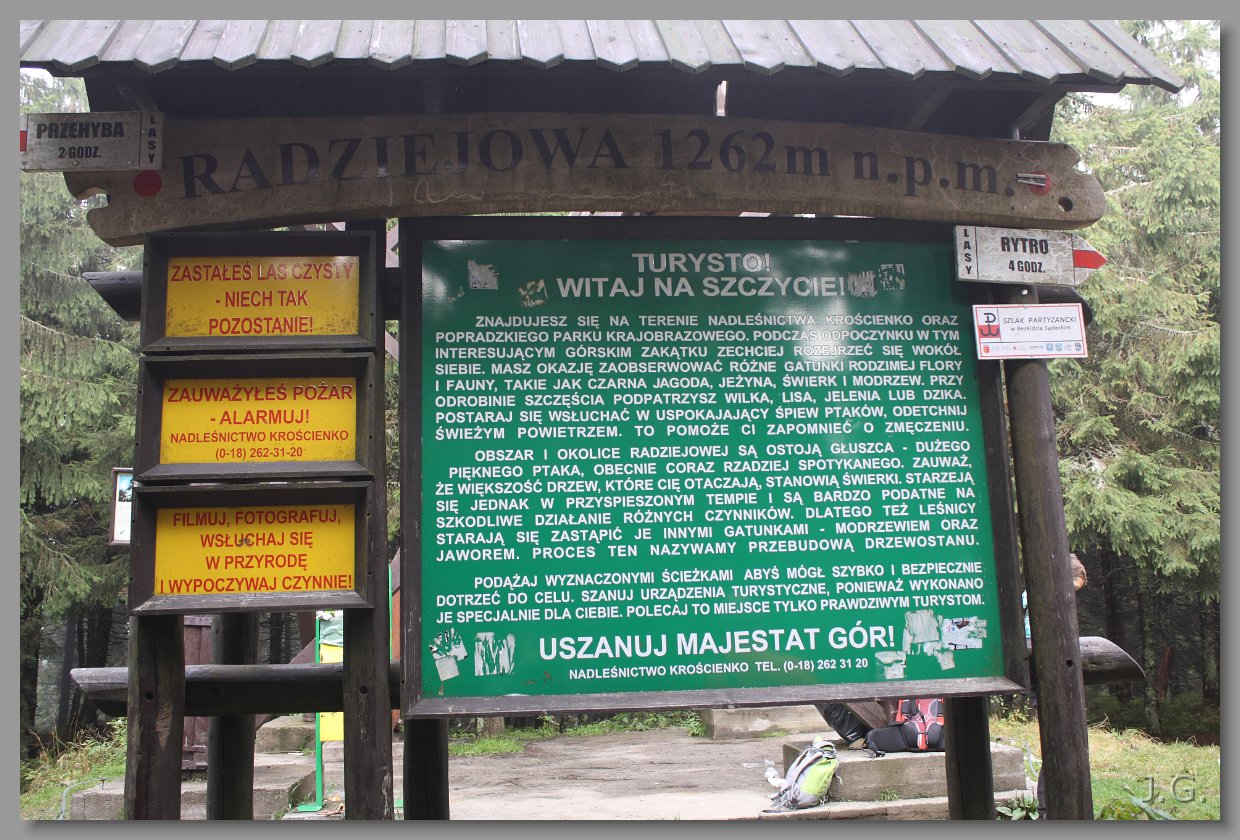 PRZEHYBA
2 GODZ.
LASY
RADZIEJOWA 1262m n.p.m.
ZASTAŁEŚ LAS CZYSTY
- NIECH TAK
POZOSTANIE!
ZAUWAŻYŁEŚ POŻAR
- ALARMUJ!
NADLEŚNICTWO KROŚCIENKO
(0-18) 262-31-20
FILMUJ, FOTOGRAFUJ,
WSŁUCHAJ SIĘ
W PRZYRODĘ
I WYPOCZYWAJ CZYNNIE!
TURYSTO!
WITAJ NA SZCZYCIE!
ZNAJDUJESZ SIĘ NA TERENIE NADLEŚNICTWA KROŚCIENKO ORAZ
POPRADZKIEGO PARKU KRAJOBRAZOWEGO. PODCZAS ODPOCZYNKU W TYM
INTERESUJĄCYM GÓRSKIM ZAKĄTKU ZECHCIEJ ROZEJRZEĆ SIĘ WOKÓŁ
SIEBIE. MASZ OKAZJĘ ZAOBSERWOWAĆ RÓŻNE GATUNKI RODZIMEJ FLORY
I FAUNY, TAKIE JAK CZARNA JAGODA, JEŻYNA, ŚWIERK I MODRZEW. PRZY
ODROBINIE SZCZĘŚCIA PODPATRZYSZ WILKA, LISA, JELENIA LUB DZIKA.
POSTARAJ SIĘ WSŁUCHAĆ W USPOKAJAJĄCY ŚPIEW PTAKÓW, ODETCHNIJ
ŚWIEŻYM POWIETRZEM. TO POMOŻE CI ZAPOMNIEĆ O ZMĘCZENIU.
OBSZAR I OKOLICE RADZIEJOWEJ SĄ OSTOJĄ GŁUSZCA - DUŻEGO
PIĘKNEGO PTAKA, OBECNIE CORAZ RZADZIEJ SPOTYKANEGO. ZAUWAŻ,
ŻE WIĘKSZOŚĆ DRZEW, KTÓRE CIĘ OTACZAJĄ, STANOWIĄ ŚWIERKI. STARZEJĄ
SIĘ JEDNAK W PRZYSPIESZONYM TEMPIE I SĄ BARDZO PODATNE NA
SZKODLIWE DZIAŁANIE RÓŻNYCH CZYNNIKÓW. DLATEGO TEŻ LEŚNICY
STARAJĄ SIĘ ZASTĄPIĆ JE INNYMI GATUNKAMI - MODRZEWIEM ORAZ
JAWOREM. PROCES TEN NAZYWAMY PRZEBUDOWĄ DRZEWOSTANU.
PODĄŻAJ WYZNACZONYMI ŚCIEŻKAMI ABYŚ MÓGŁ SZYBKO I BEZPIECZNIE
DOTRZEĆ DO CELU. SZANUJ URZĄDZENIA TURYSTYCZNE, PONIEWAŻ WYKONANO
JE SPECJALNIE DLA CIEBIE. POLECAJ TO MIEJSCE TYLKO PRAWDZIWYM TURYSTOM.
USZANUJ MAJESTAT GÓR!
NADLEŚNICTWO KROŚCIENKO TEL. (0-18) 262 31 20
LASY
RYTRO
4 GODZ.
SZLAK PARTYZANCKI
w Beskidzie Sądeckim
J.G.